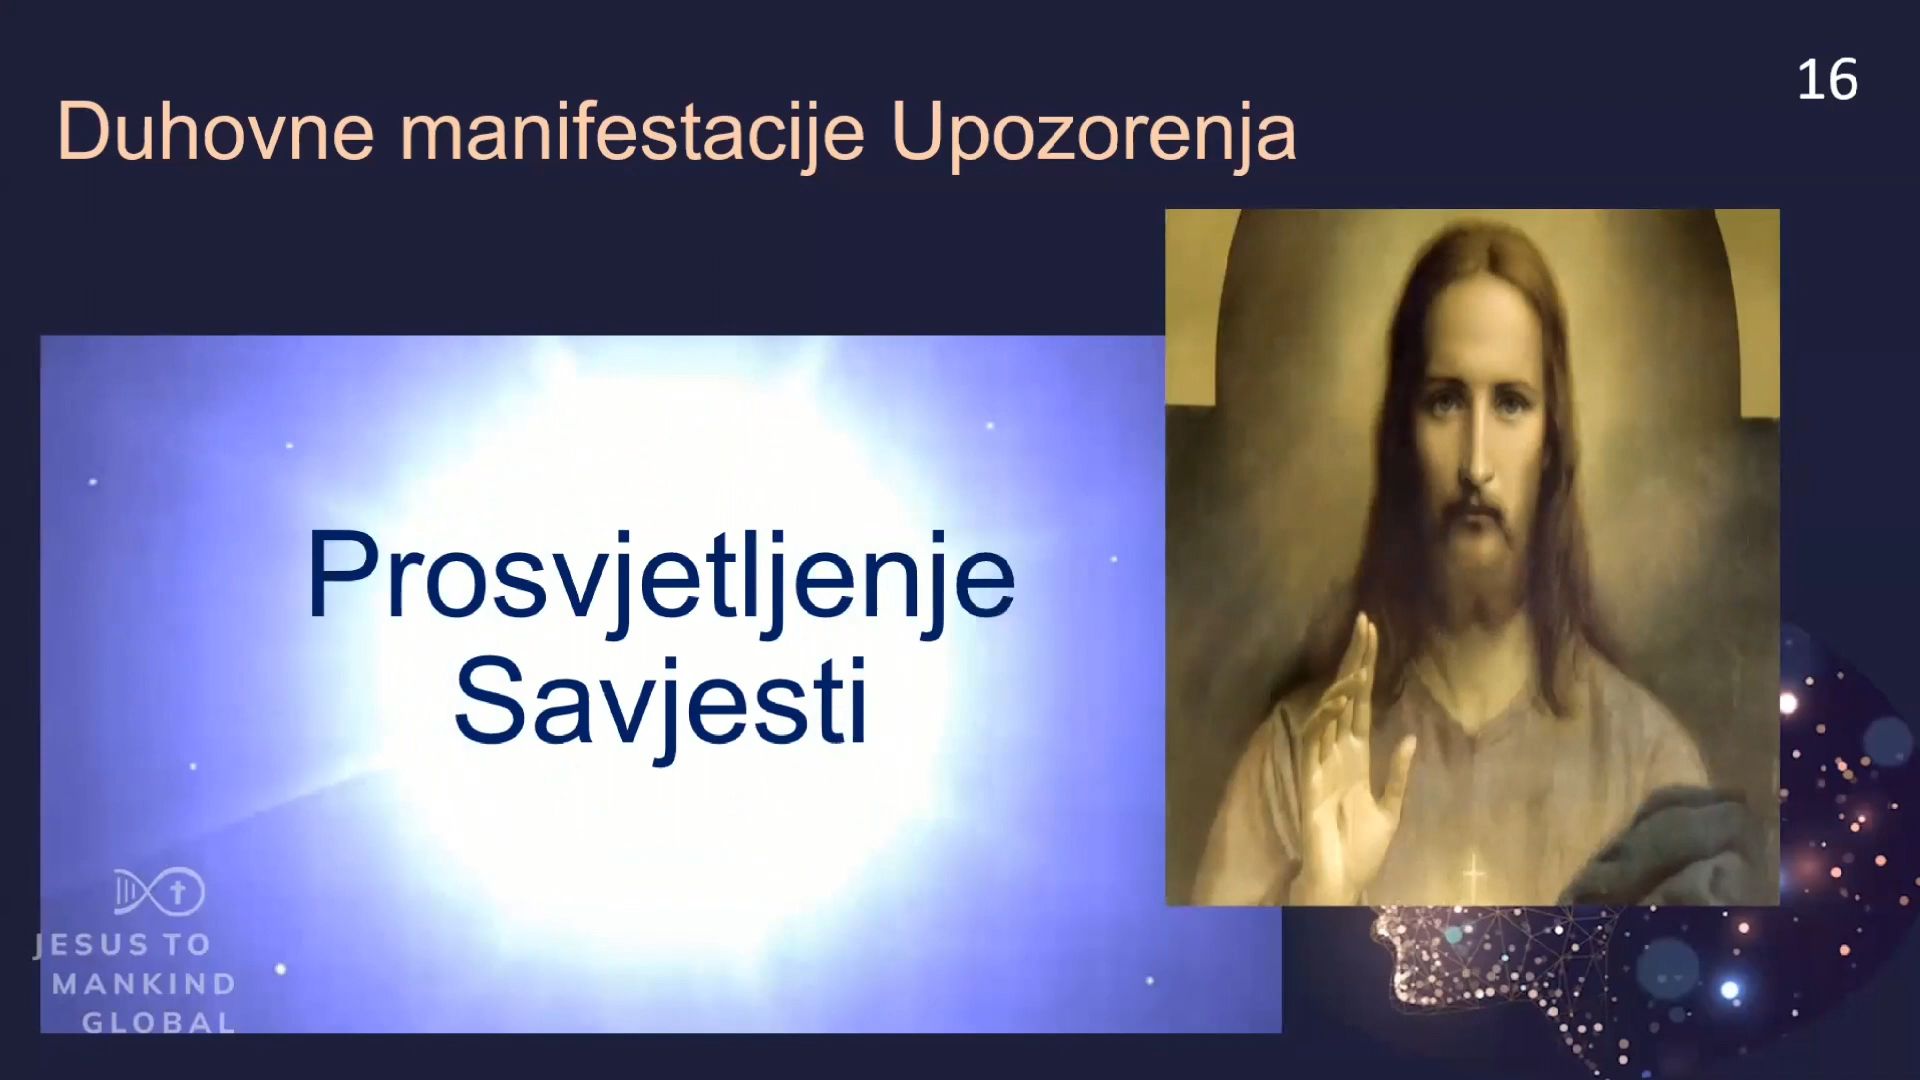 16
Duhovne manifestacije Upozorenja
Prosvjetljenje
Savjesti
JESUS TO
MANKIND
GLOBAL